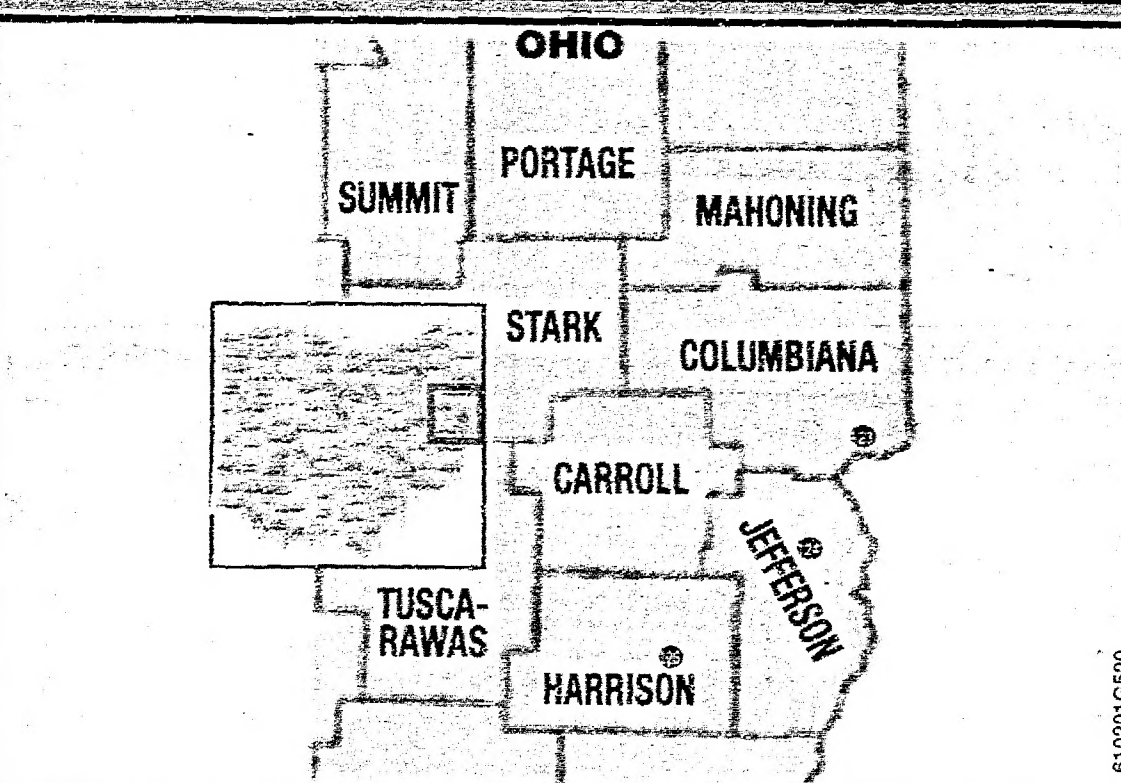 OHIO
PORTAGE
SUMMIT
MAHONING
STARK
COLUMBIANA
CARROLL
JEFFERSON
TUSCA-
RAWAS
HARRISON